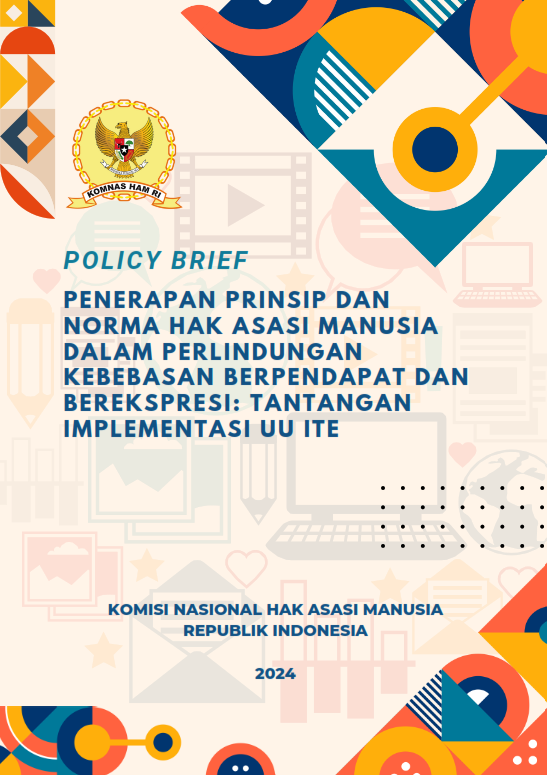 KOMNAS HAM RI
POLICY BRIEF
PENERAPAN PRINSIP DAN
NORMA HAK ASASI MANUSIA
DALAM PERLINDUNGAN
KEBEBASAN BERPENDAPAT DAN
BEREKSPRESI: TANTANGAN
IMPLEMENTASI UU ITE
KOMISI NASIONAL HAK ASASI MANUSIA
REPUBLIK INDONESIA
2024